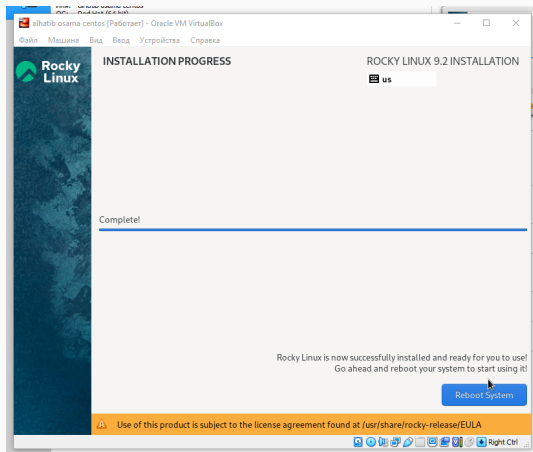 alhatib osama centos [Работает] - Oracle VM VirtualBox
Файл Машина Вид Ввод Устройства Справка
Rocky
Linux
INSTALLATION PROGRESS
ROCKY LINUX 9.2 INSTALLATION
us
Complete!
Rocky Linux is now successfully installed and ready for you to use!
Go ahead and reboot your system to start using it!
Reboot System
Use of this product is subject to the license agreement found at /usr/share/rocky-release/EULA
Right Ctrl